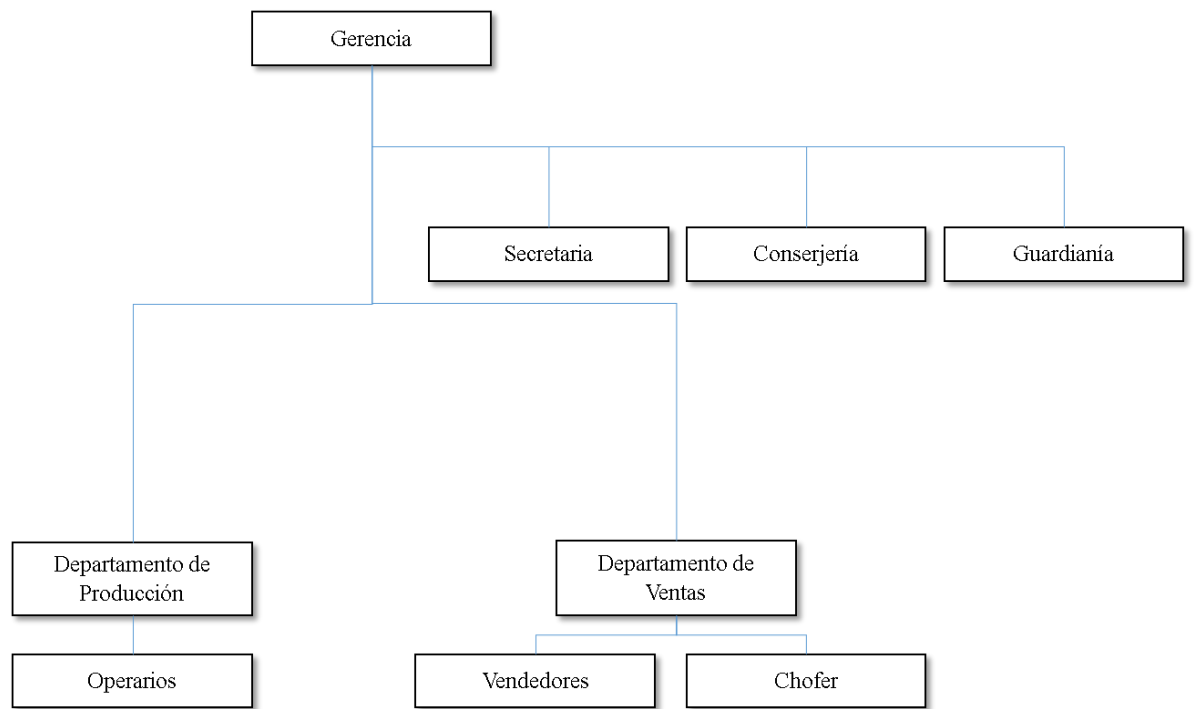 Gerencia
Secretaria
Conserjería
Guardianía
Departamento de
Producción
Departamento de
Ventas
Operarios
Vendedores
Chofer